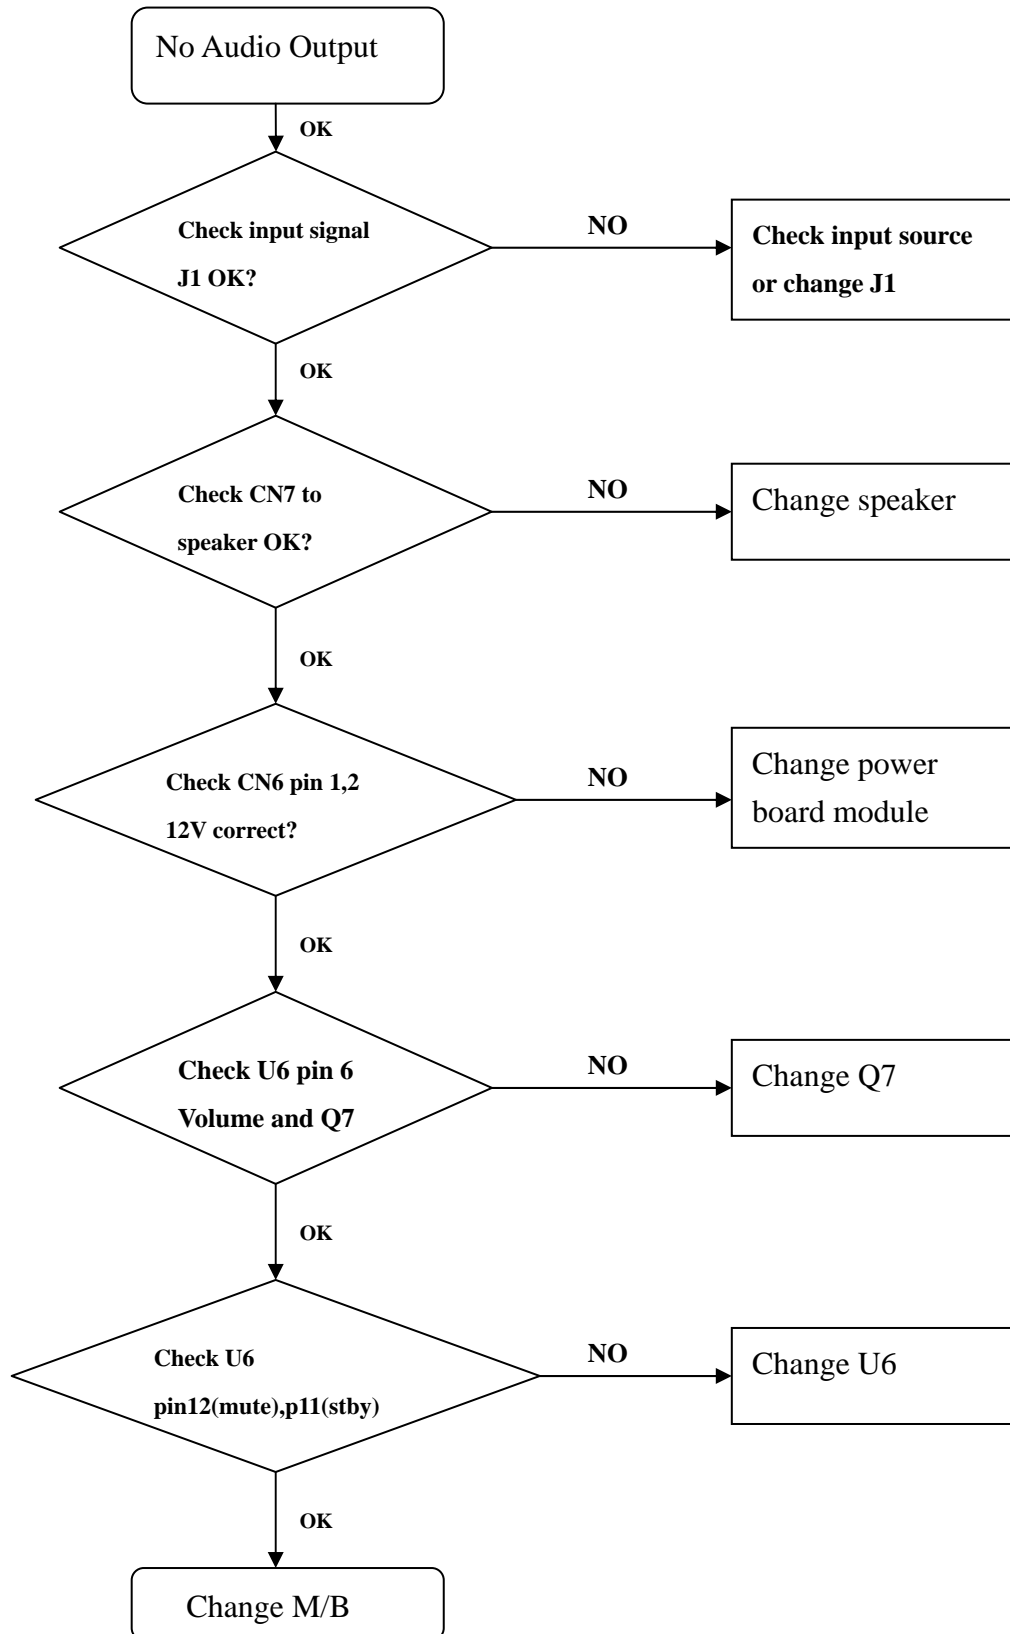 No Audio Output
OK
Check input signal
J1 OK?
NO
Check input source
or change J1
OK
Check CN7 to
speaker OK?
NO
Change speaker
OK
Check CN6 pin 1,2
12V correct?
NO
Change power
board module
OK
Check U6 pin 6
Volume and Q7
NO
Change Q7
OK
Check U6
pin12(mute),p11(stby)
NO
Change U6
OK
Change M/B